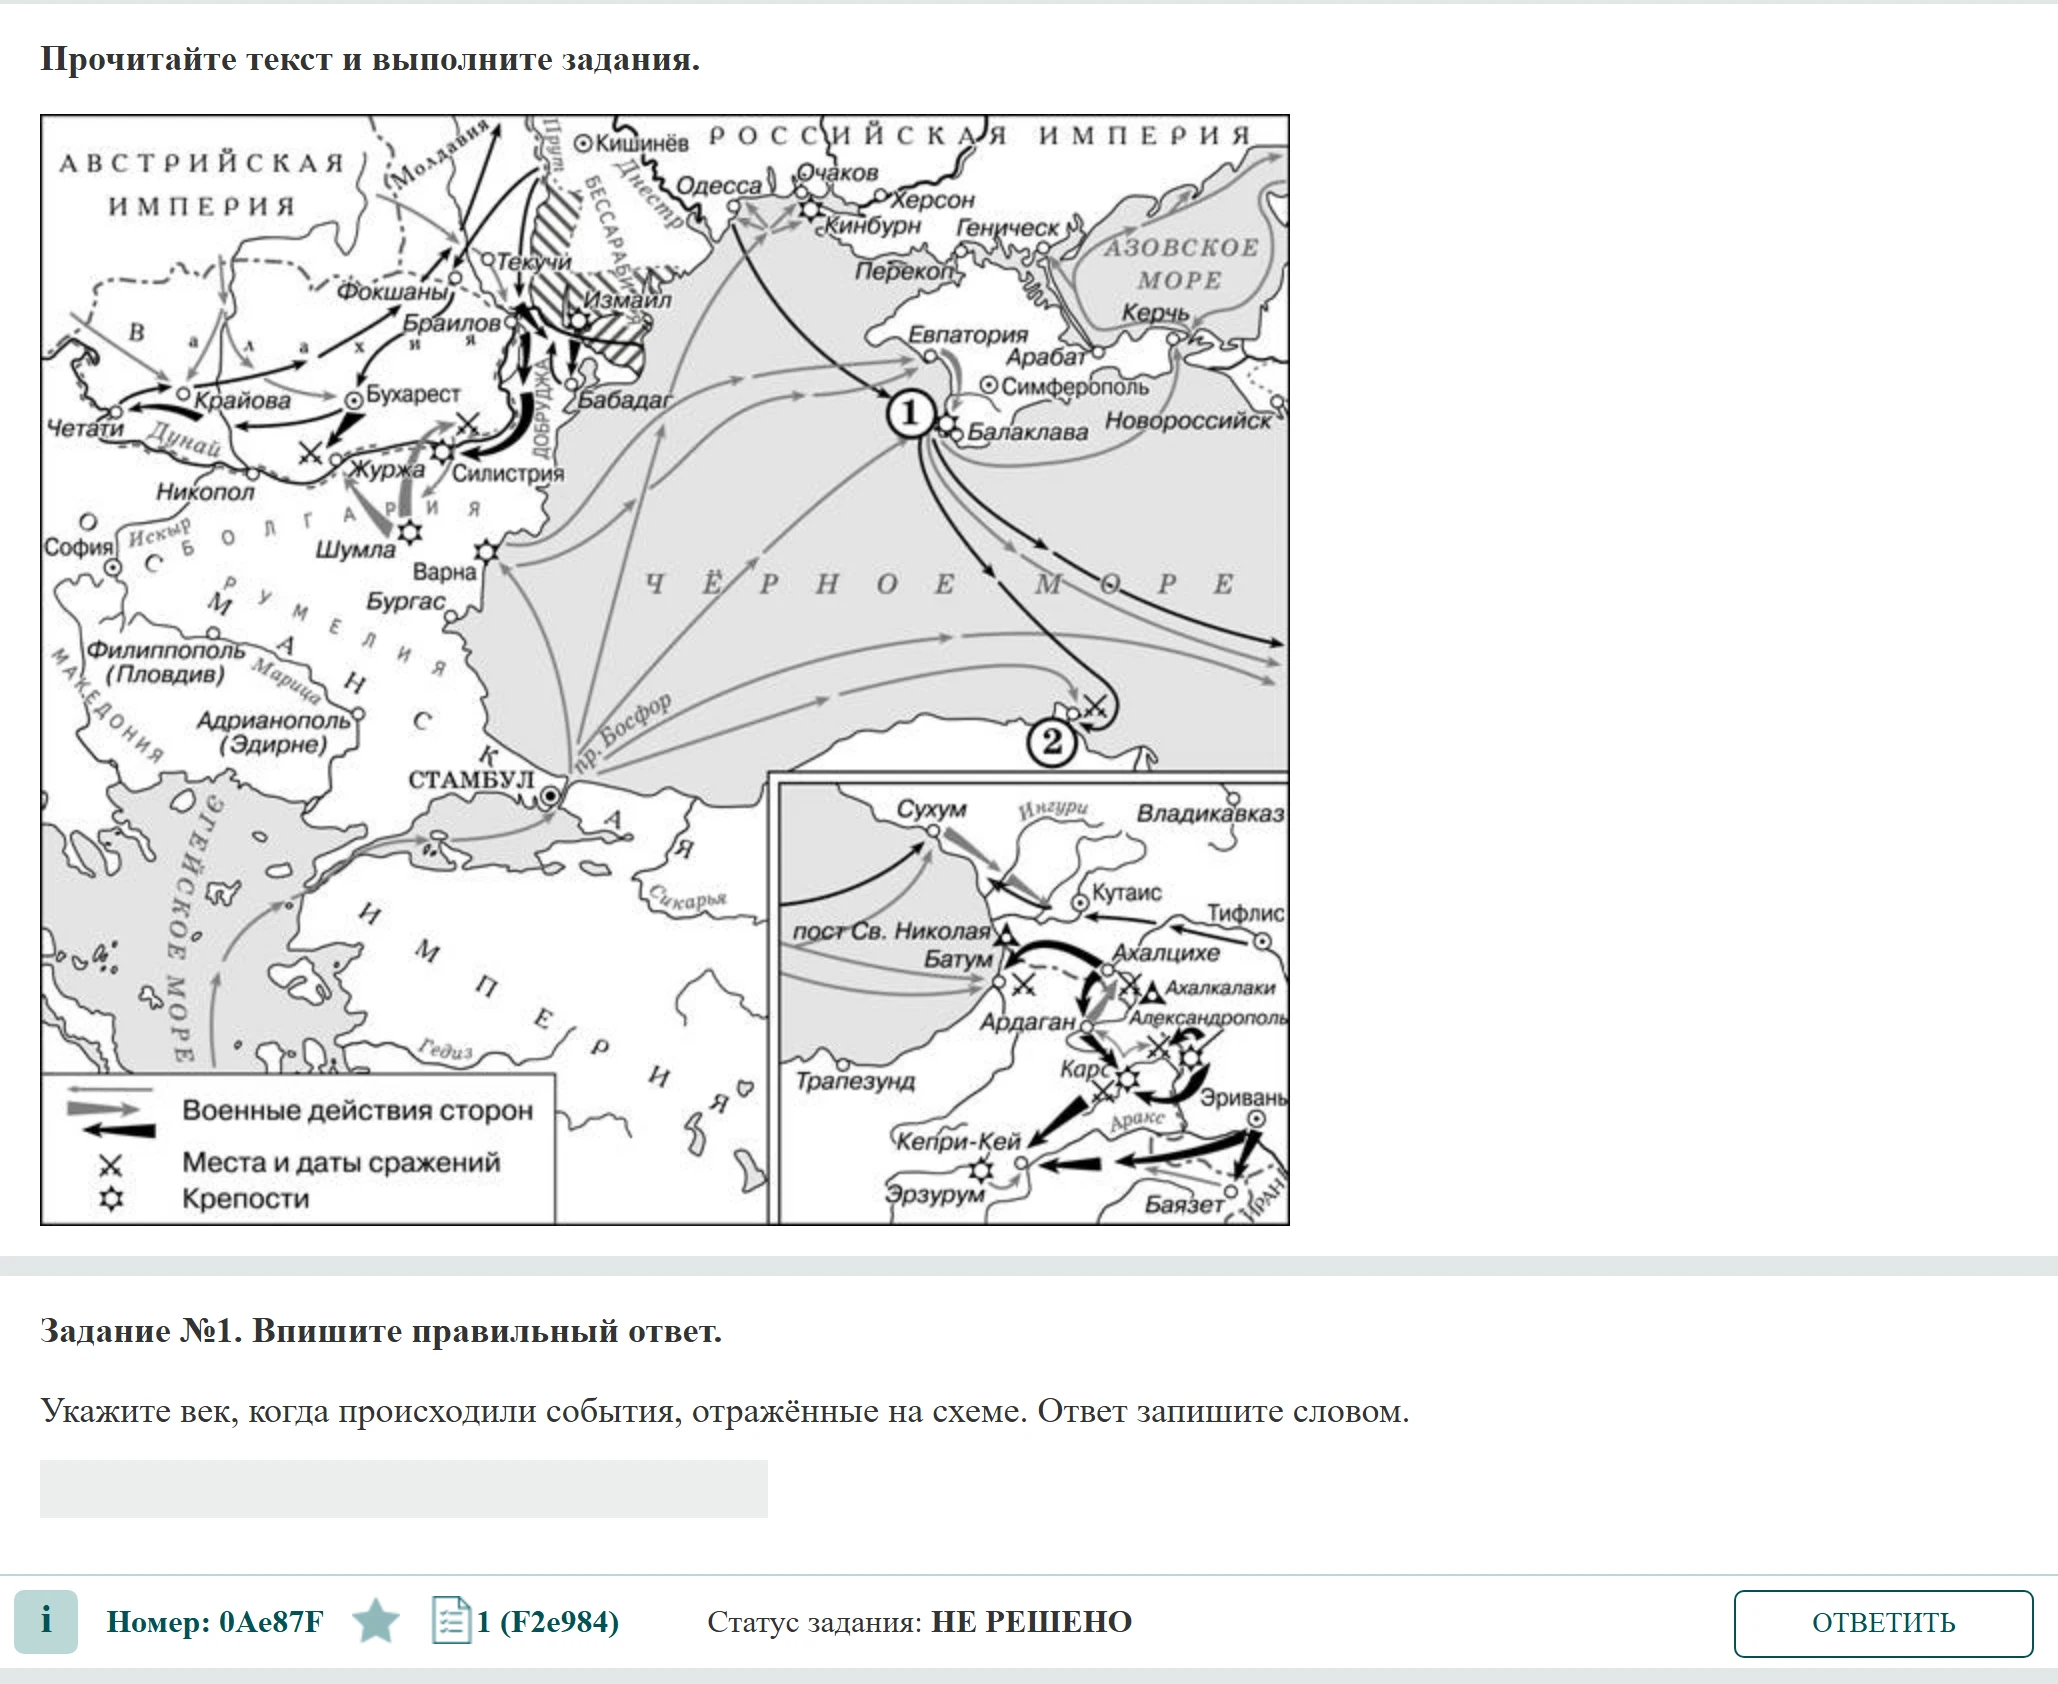 Прочитайте текст и выполните задания.
АВСТРИЙСКАЯ
ИМПЕРИЯ
Молдавия
Прут
Кишинёв
РОССИЙСКАЯ ИМПЕРИЯ
БЕССАРАБИЯ
Днестр
Одесса
Очаков
Херсон
Кинбурн
Геническ
АЗОВСКОЕ
МОРЕ
Перекоп
Текучи
Фокшаны
Измаил
Браилов
Керчь
Евпатория
Арабат
Валахия
Бухарест
Крайова
ДОБРУДЖА
Бабадаг
Симферополь
1
Балаклава
Новороссийск
Четати
Дунай
Журжа
Силистрия
Никопол
БОЛГАРИЯ
Искыр
София
Шумла
Варна
ЧЁРНОЕ МОРЕ
РУМЕЛИЯ
Бургас
Филиппополь
(Пловдив)
Марица
МАКЕДОНИЯ
Адрианополь
(Эдирне)
ОСМАНСКАЯ
ИМПЕРИЯ
пр. Босфор
2
СТАМБУЛ
ЭГЕЙСКОЕ МОРЕ
Сикарья
Гедиз
Сухум
Ингури
Владикавказ
Кутаис
Тифлис
пост Св. Николая
Батум
Ахалцихе
Ахалкалаки
Ардаган
Александрополь
Карс
Трапезунд
Эривань
Аракс
Кепри-Кей
Эрзурум
Баязет
ИРАН
Военные действия сторон
Места и даты сражений
Крепости
Задание №1. Впишите правильный ответ.
Укажите век, когда происходили события, отражённые на схеме. Ответ запишите словом.
i
Номер: 0Ae87F
1 (F2e984)
Статус задания: НЕ РЕШЕНО
ОТВЕТИТЬ